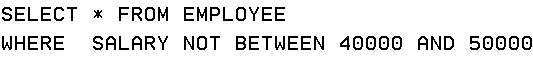 SELECT * FROM EMPLOYEE
WHERE  SALARY NOT BETWEEN 40000 AND 50000